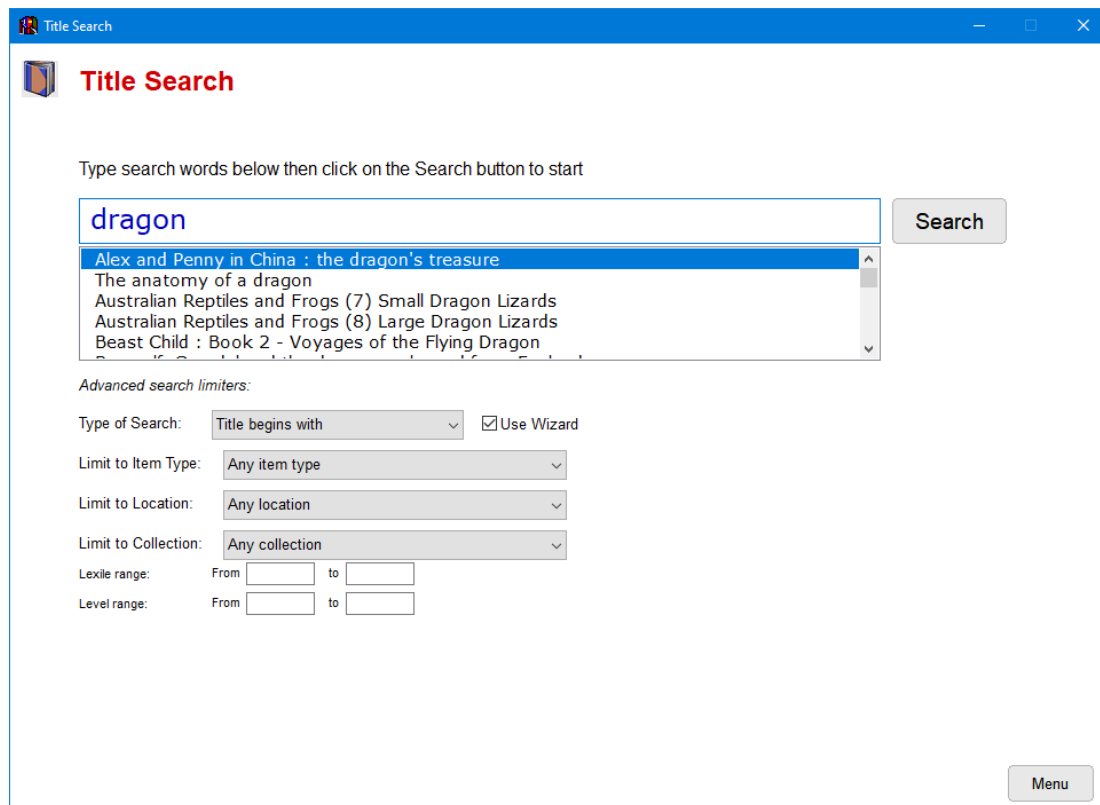 Title Search
Title Search
Type search words below then click on the Search button to start
dragon
Search
Alex and Penny in China : the dragon's treasure
The anatomy of a dragon
Australian Reptiles and Frogs (7) Small Dragon Lizards
Australian Reptiles and Frogs (8) Large Dragon Lizards
Beast Child : Book 2 - Voyages of the Flying Dragon
Advanced search limiters:
Type of Search: Title begins with Use Wizard
Limit to Item Type: Any item type
Limit to Location: Any location
Limit to Collection: Any collection
Lexile range: From to
Level range: From to
Menu